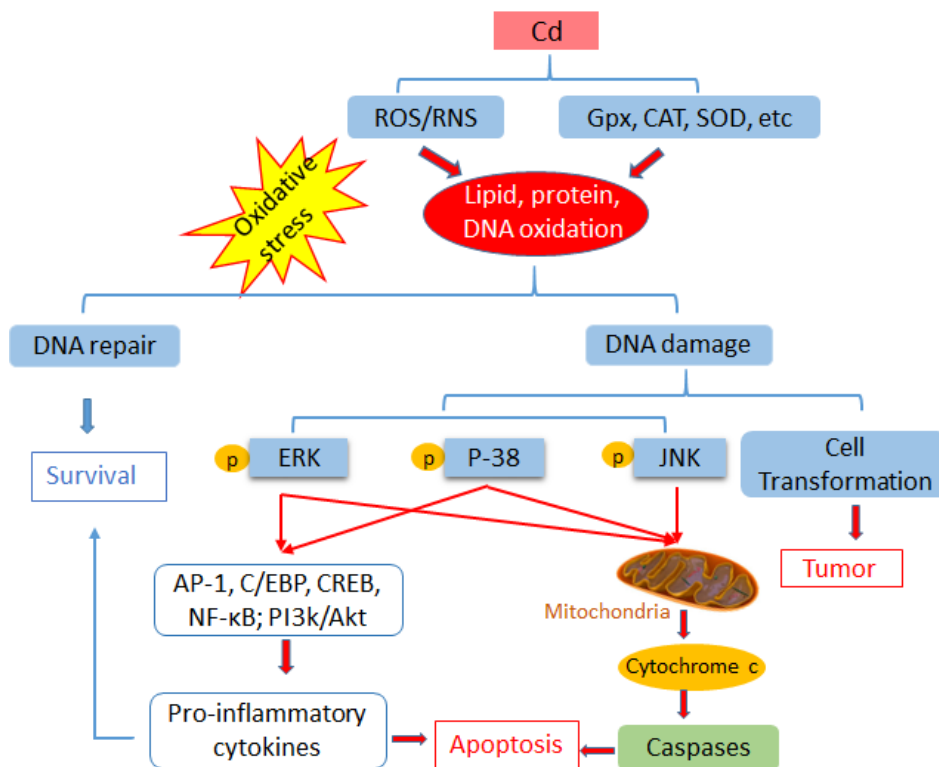 Cd
ROS/RNS
Gpx, CAT, SOD, etc
Oxidative
stress
Lipid, protein,
DNA oxidation
DNA repair
DNA damage
p
ERK
p
P-38
p
JNK
Cell
Transformation
Survival
Tumor
AP-1, C/EBP, CREB,
NF-κB; PI3k/Akt
Mitochondria
Cytochrome c
Pro-inflammatory
cytokines
Apoptosis
Caspases